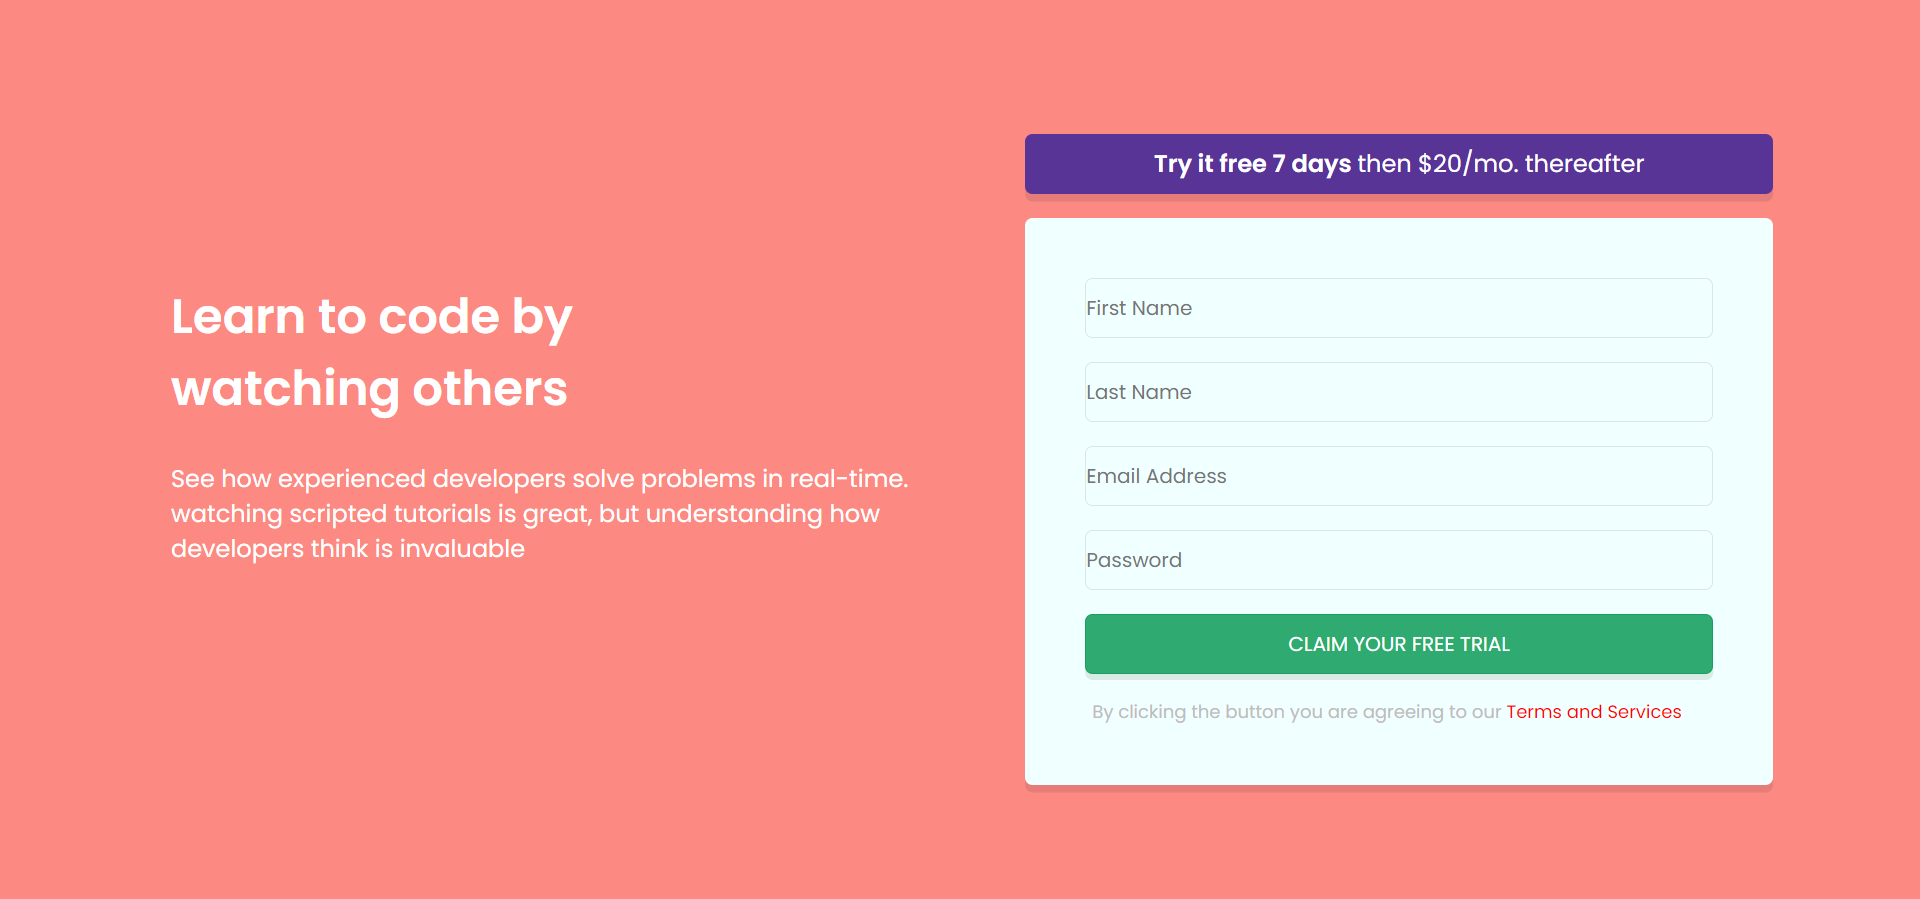 Learn to code by
watching others
See how experienced developers solve problems in real-time.
watching scripted tutorials is great, but understanding how
developers think is invaluable
Try it free 7 days then $20/mo. thereafter
First Name
Last Name
Email Address
Password
CLAIM YOUR FREE TRIAL
By clicking the button you are agreeing to our Terms and Services